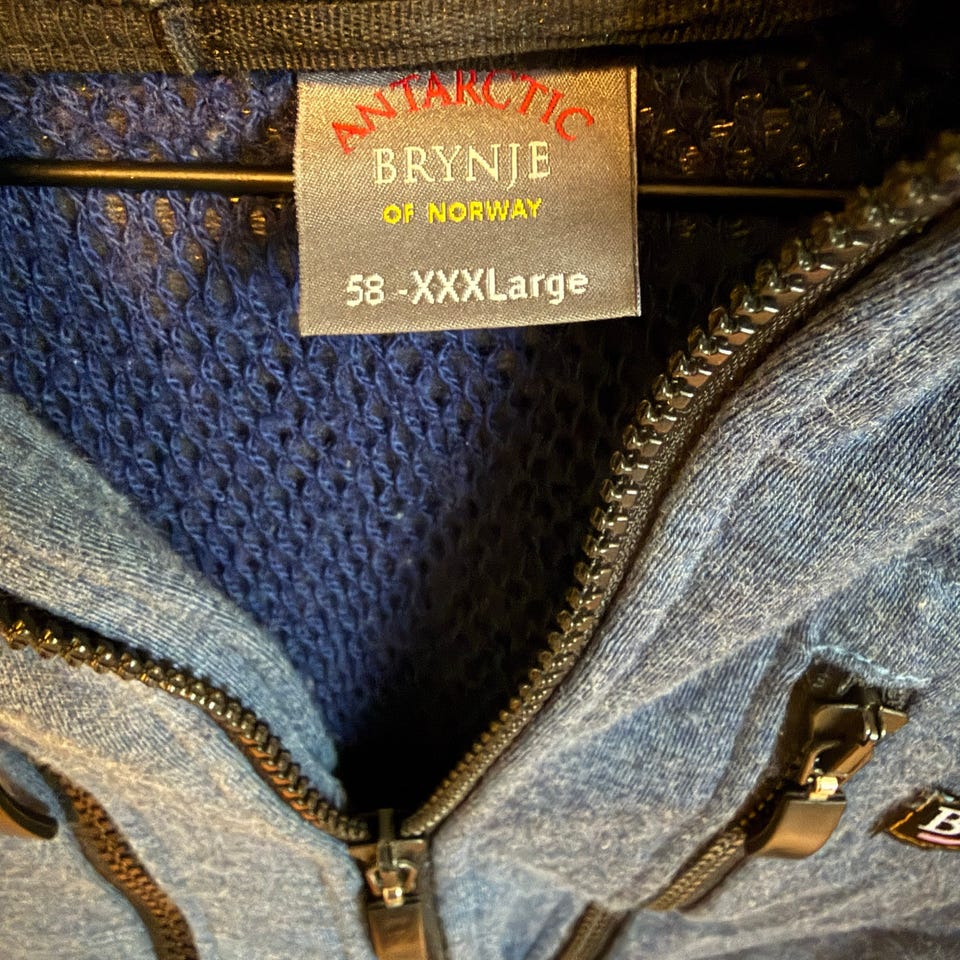 ANTARCTIC
BRYNJE
OF NORWAY
58-XXXLarge
B